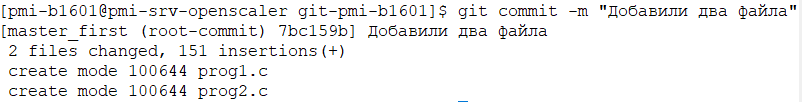 [pmi-b1601@pmi-srv-openscaler git-pmi-b1601]$ git commit -m "Добавили два файла"
[master_first (root-commit) 7bc159b] Добавили два файла
 2 files changed, 151 insertions(+)
 create mode 100644 prog1.c
 create mode 100644 prog2.c